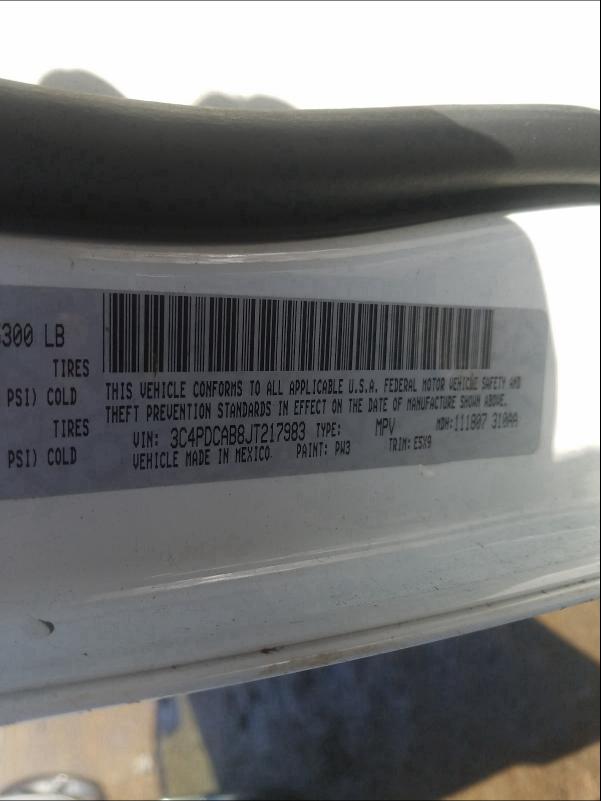 300 LB
TIRES
PSI) COLD
TIRES
PSI) COLD
THIS VEHICLE CONFORMS TO ALL APPLICABLE U.S.A. FEDERAL MOTOR VEHICLE SAFETY AND
THEFT PREVENTION STANDARDS IN EFFECT ON THE DATE OF MANUFACTURE SHOWN ABOVE.
VIN: 3C4PDCAB8JT217983 TYPE: MPV MDH:111807 310AA
VEHICLE MADE IN MEXICO. PAINT: PW3 TRIM: E5X9